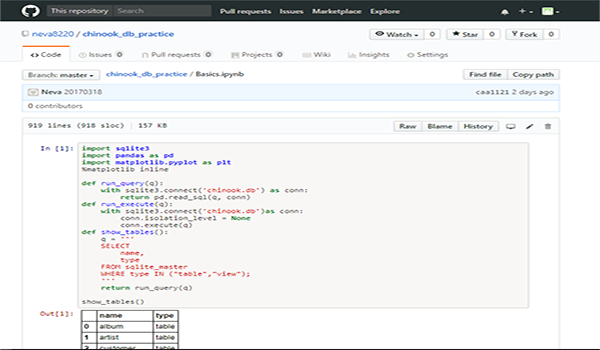 This repository Search Pull requests Issues Marketplace Explore
neva8220 / chinook_db_practice Watch 0 Star 0 Fork 0
Code Issues 0 Pull requests 0 Projects 0 Wiki Insights Settings
Branch: master chinook_db_practice / Basics.ipynb Find file Copy path
Neva 20170318 caa1121 2 days ago
0 contributors
919 lines (918 sloc) 157 KB Raw Blame History
In [1]: import sqlite3
import pandas as pd
import matplotlib.pyplot as plt
%matplotlib inline
def run_query(q):
with sqlite3.connect('chinook.db') as conn:
return pd.read_sql(q, conn)
def run_execute(q):
with sqlite3.connect('chinook.db')as conn:
conn.isolation_level = None
conn.execute(q)
def show_tables():
q = '''
SELECT
name,
type
FROM sqlite_master
WHERE type IN ("table","view");
'''
return run_query(q)
show_tables()
Out[1]: name type
0 album table
1 artist table
2 customer table